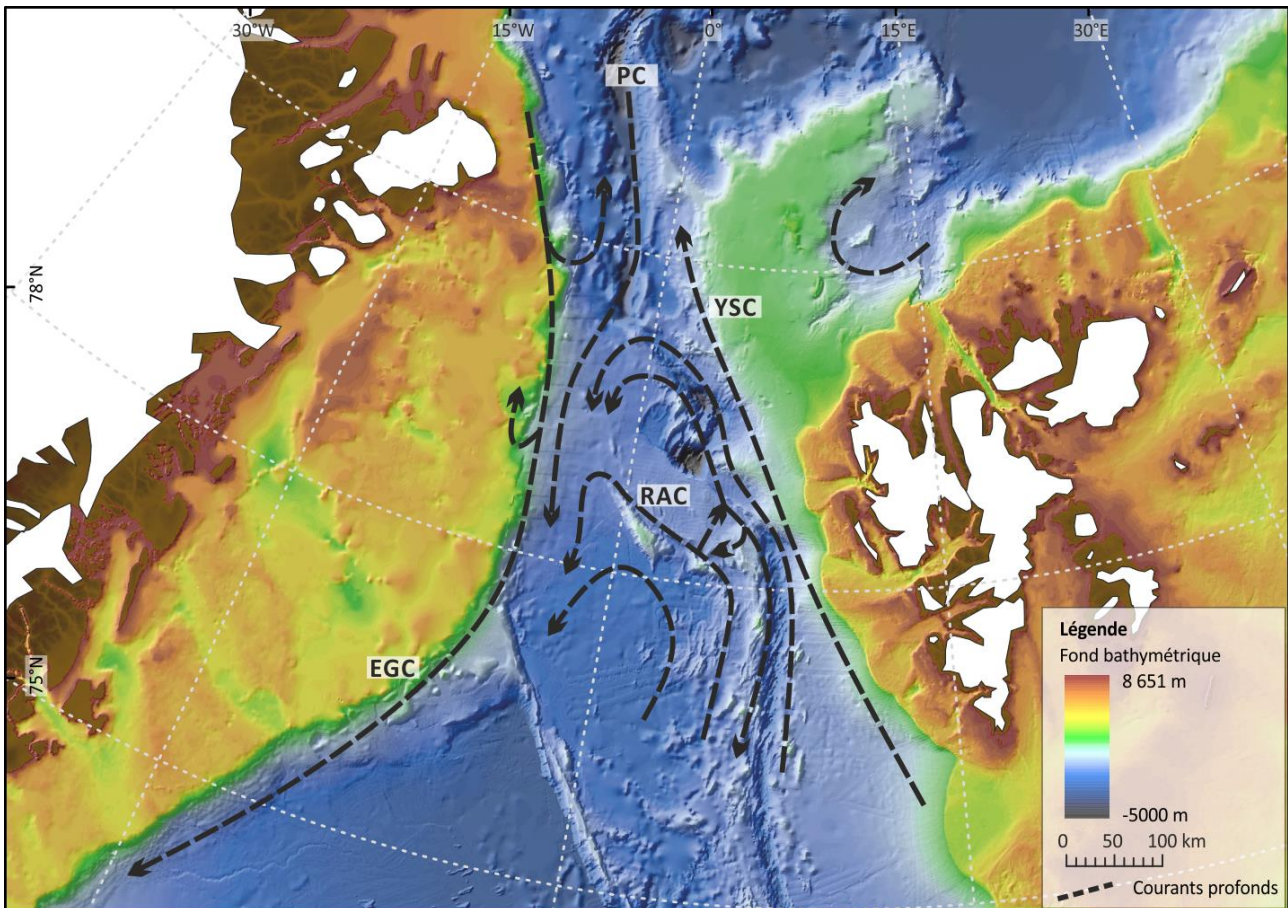 30°W
15°W
0°
15°E
30°E
PC
78°N
YSC
RAC
EGC
75°N
Légende
Fond bathymétrique
8 651 m
-5000 m
0 50 100 km
Courants profonds